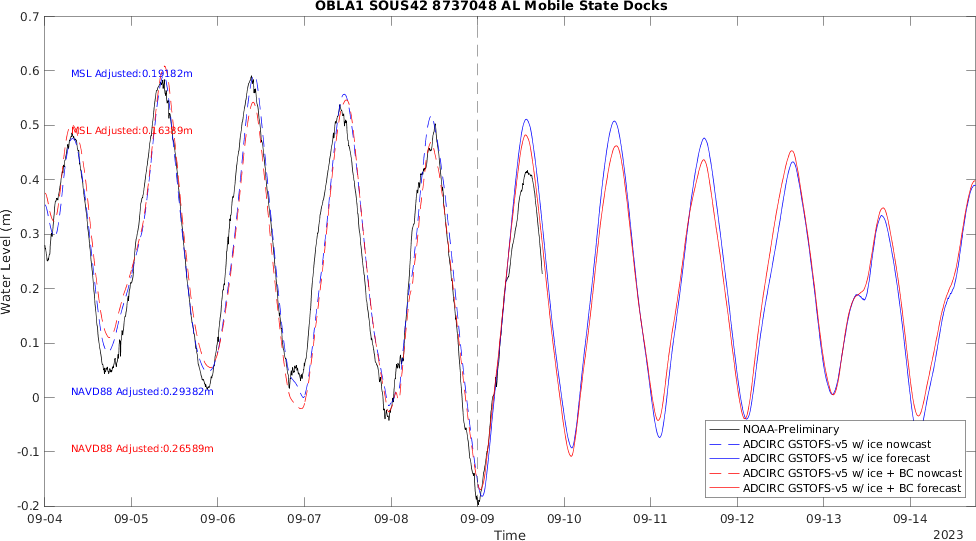 OBLA1 SOUS42 8737048 AL Mobile State Docks
0.7
0.6
0.5
0.4
0.3
0.2
0.1
0
-0.1
-0.2
Water Level (m)
MSL Adjusted:0.19182m
MSL Adjusted:0.16389m
NAVD88 Adjusted:0.29382m
NAVD88 Adjusted:0.26589m
NOAA-Preliminary
ADCIRC GSTOFS-v5 w/ ice nowcast
ADCIRC GSTOFS-v5 w/ ice forecast
ADCIRC GSTOFS-v5 w/ ice + BC nowcast
ADCIRC GSTOFS-v5 w/ ice + BC forecast
09-04 09-05 09-06 09-07 09-08 09-09 09-10 09-11 09-12 09-13 09-14
Time
2023